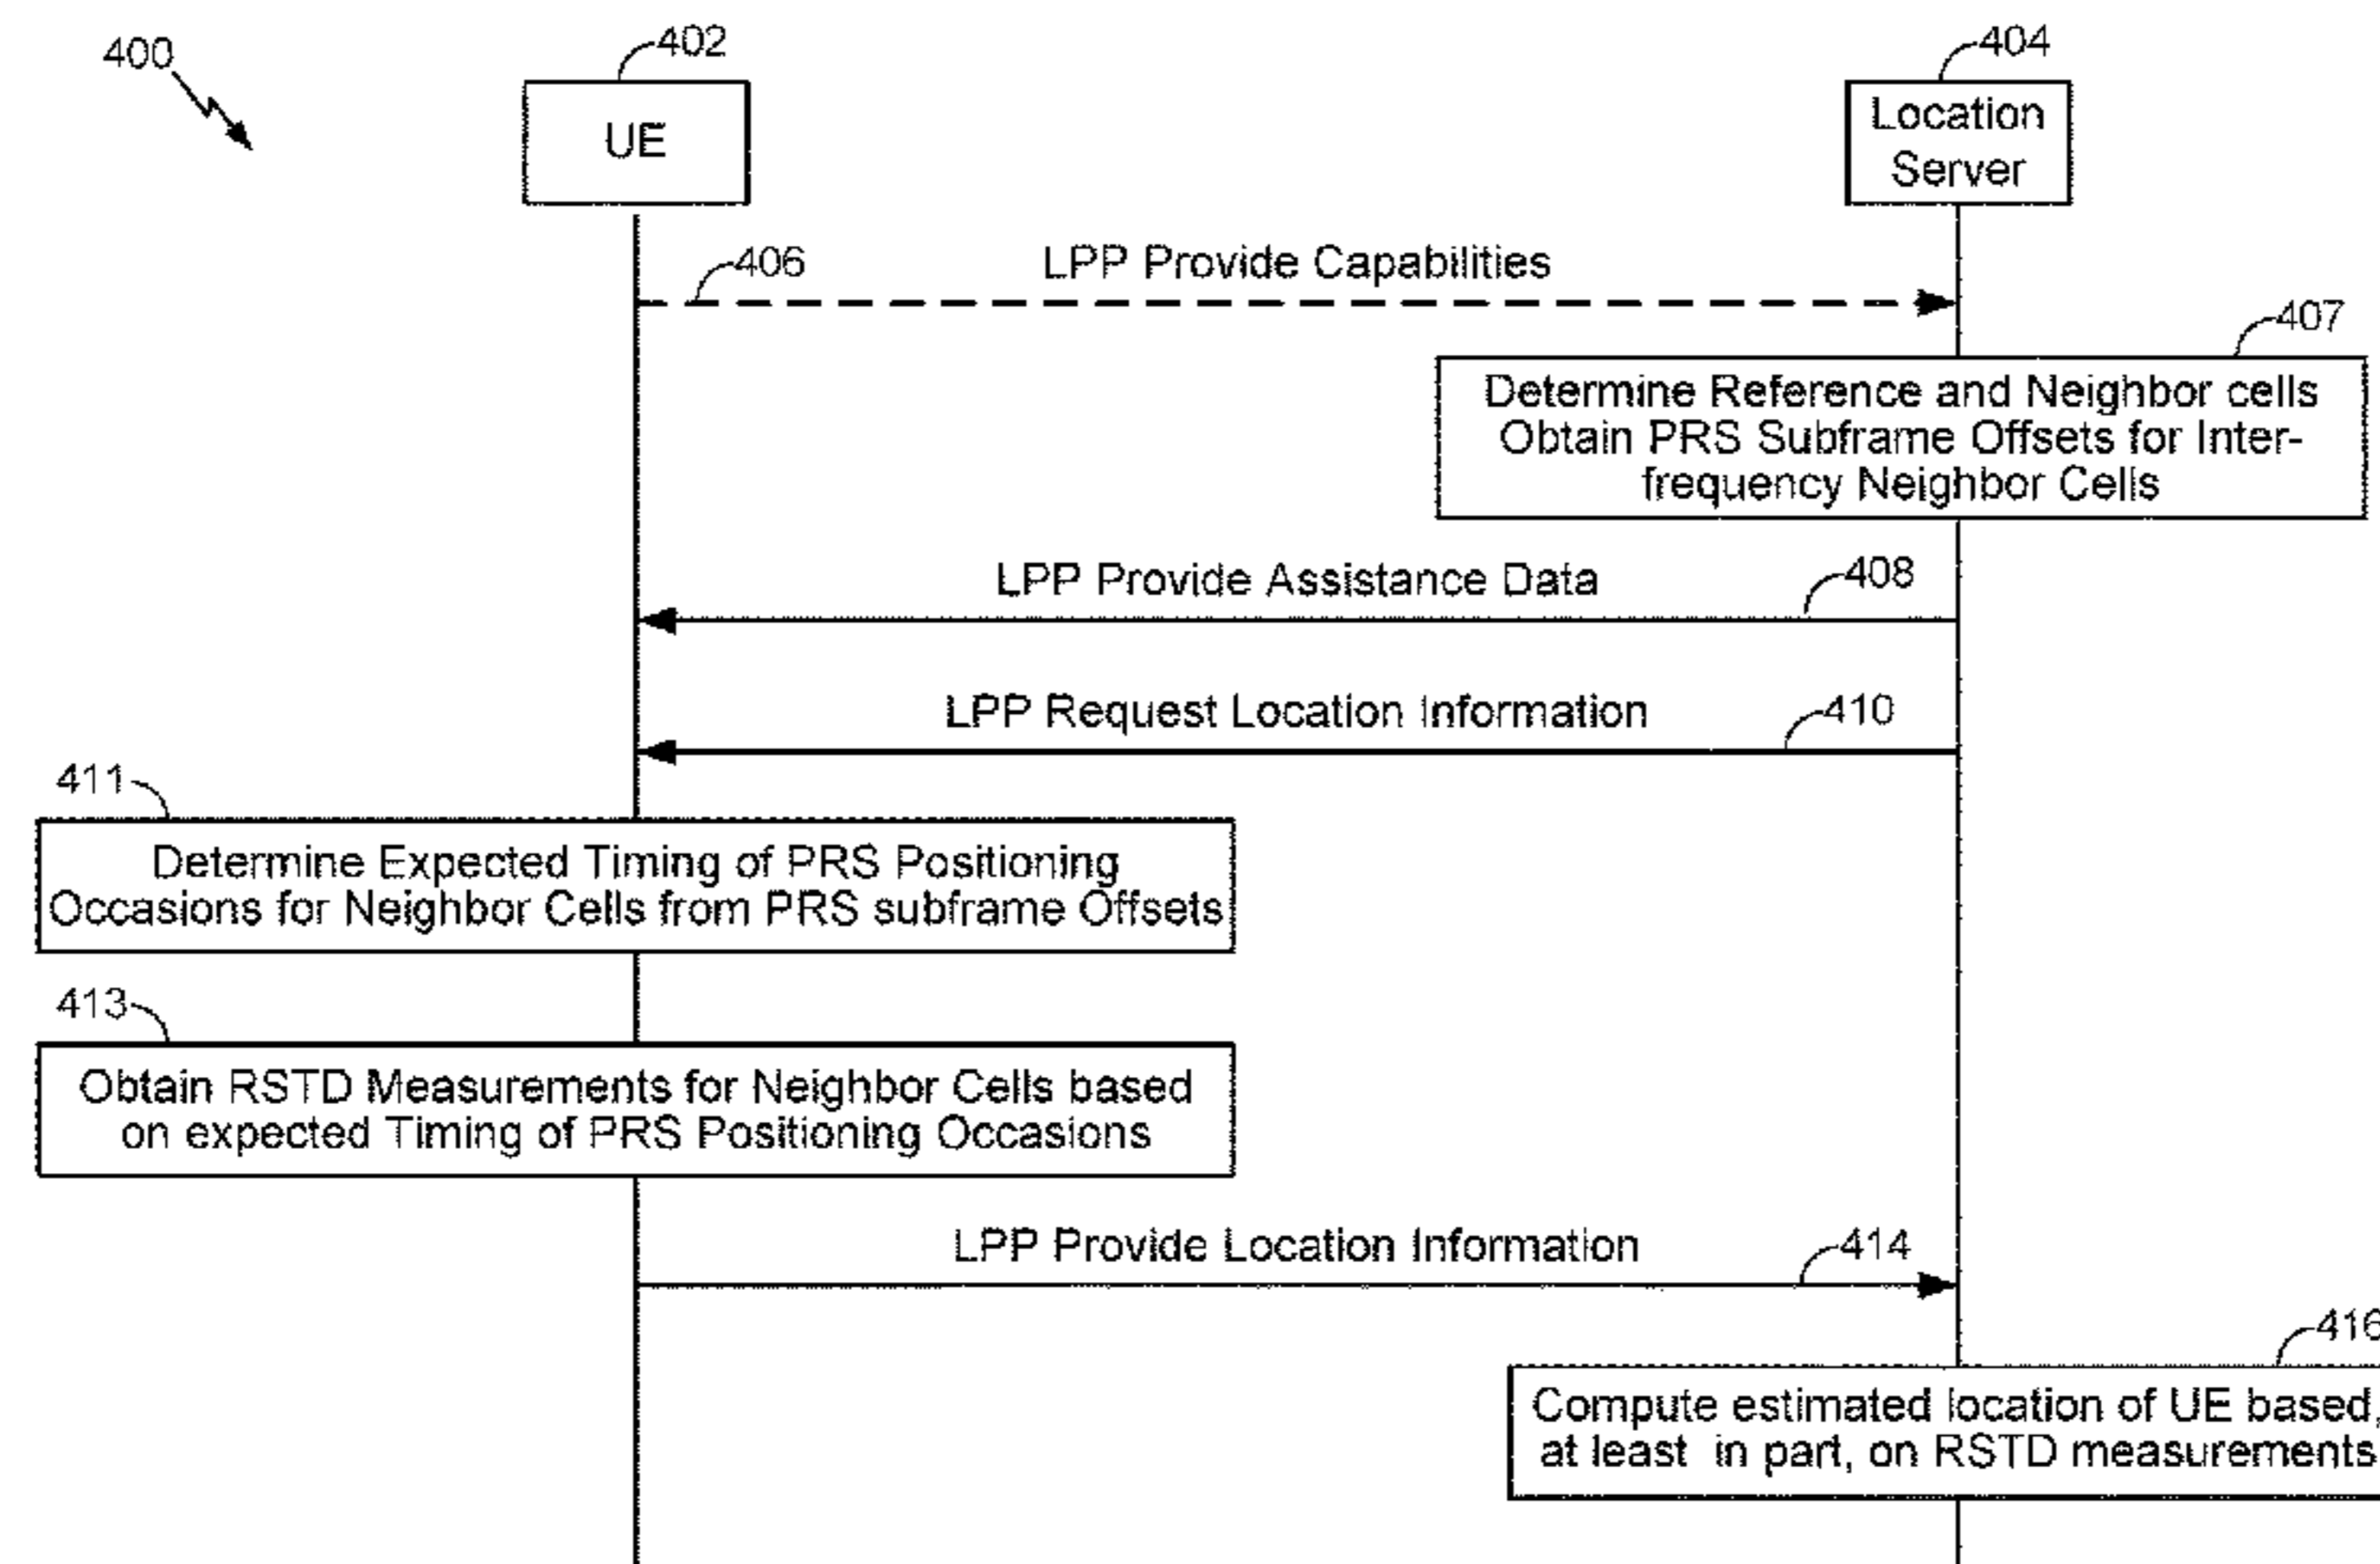 400
402
UE
404
Location
Server
406
LPP Provide Capabilities
407
Determine Reference and Neighbor cells
Obtain PRS Subframe Offsets for Inter-
frequency Neighbor Cells
LPP Provide Assistance Data
408
LPP Request Location Information
410
411
Determine Expected Timing of PRS Positioning
Occasions for Neighbor Cells from PRS subframe Offsets
413
Obtain RSTD Measurements for Neighbor Cells based
on expected Timing of PRS Positioning Occasions
LPP Provide Location Information
414
416
Compute estimated location of UE based,
at least in part, on RSTD measurements